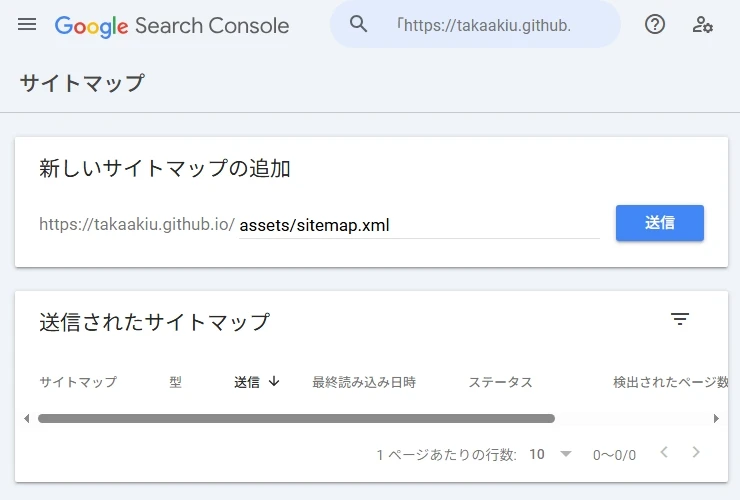 Google Search Console
「https://takaakiu.github.
サイトマップ
新しいサイトマップの追加
https://takaakiu.github.io/ assets/sitemap.xml
送信
送信されたサイトマップ
サイトマップ 型 送信 最終読み込み日時 ステータス 検出されたページ数
1 ページあたりの行数: 10 0～0/0